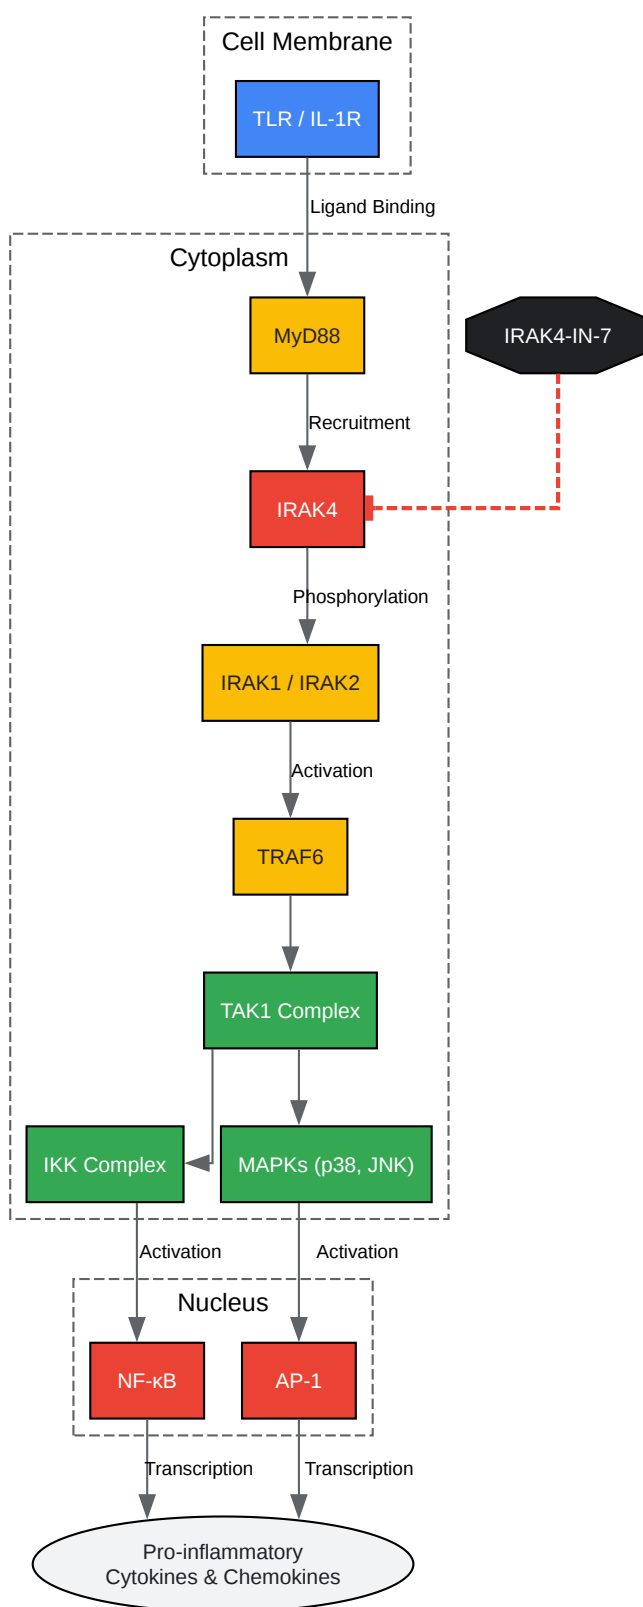 Cell Membrane
TLR / IL-1R
Ligand Binding
Cytoplasm
MyD88
IRAK4-IN-7
Recruitment
IRAK4
Phosphorylation
IRAK1 / IRAK2
Activation
TRAF6
TAK1 Complex
IKK Complex
MAPKs (p38, JNK)
Activation
Activation
Nucleus
NF-κB
AP-1
Transcription
Transcription
Pro-inflammatory
Cytokines & Chemokines